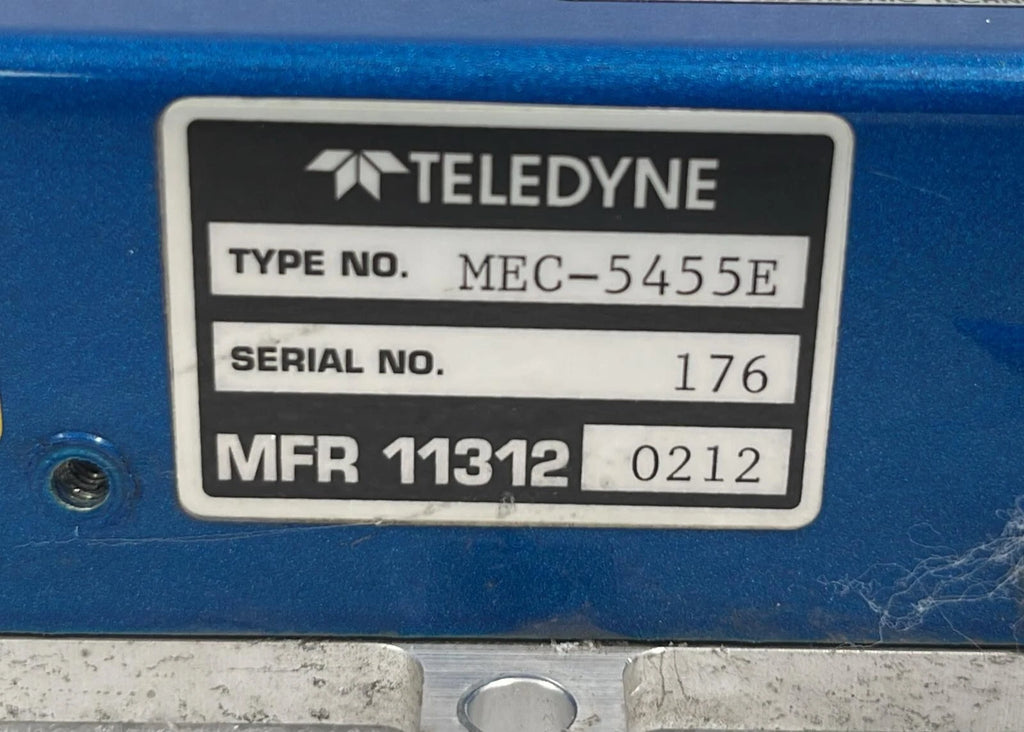 TELEDYNE
TYPE NO. MEC-5455E
SERIAL NO. 176
MFR 11312 0212